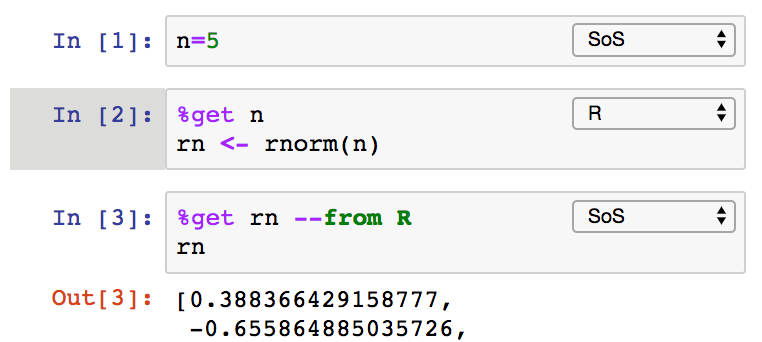 In [1]: n=5 SoS
In [2]: %get n R
rn <- rnorm(n)
In [3]: %get rn --from R SoS
rn
Out[3]: [0.388366429158777,
-0.655864885035726,